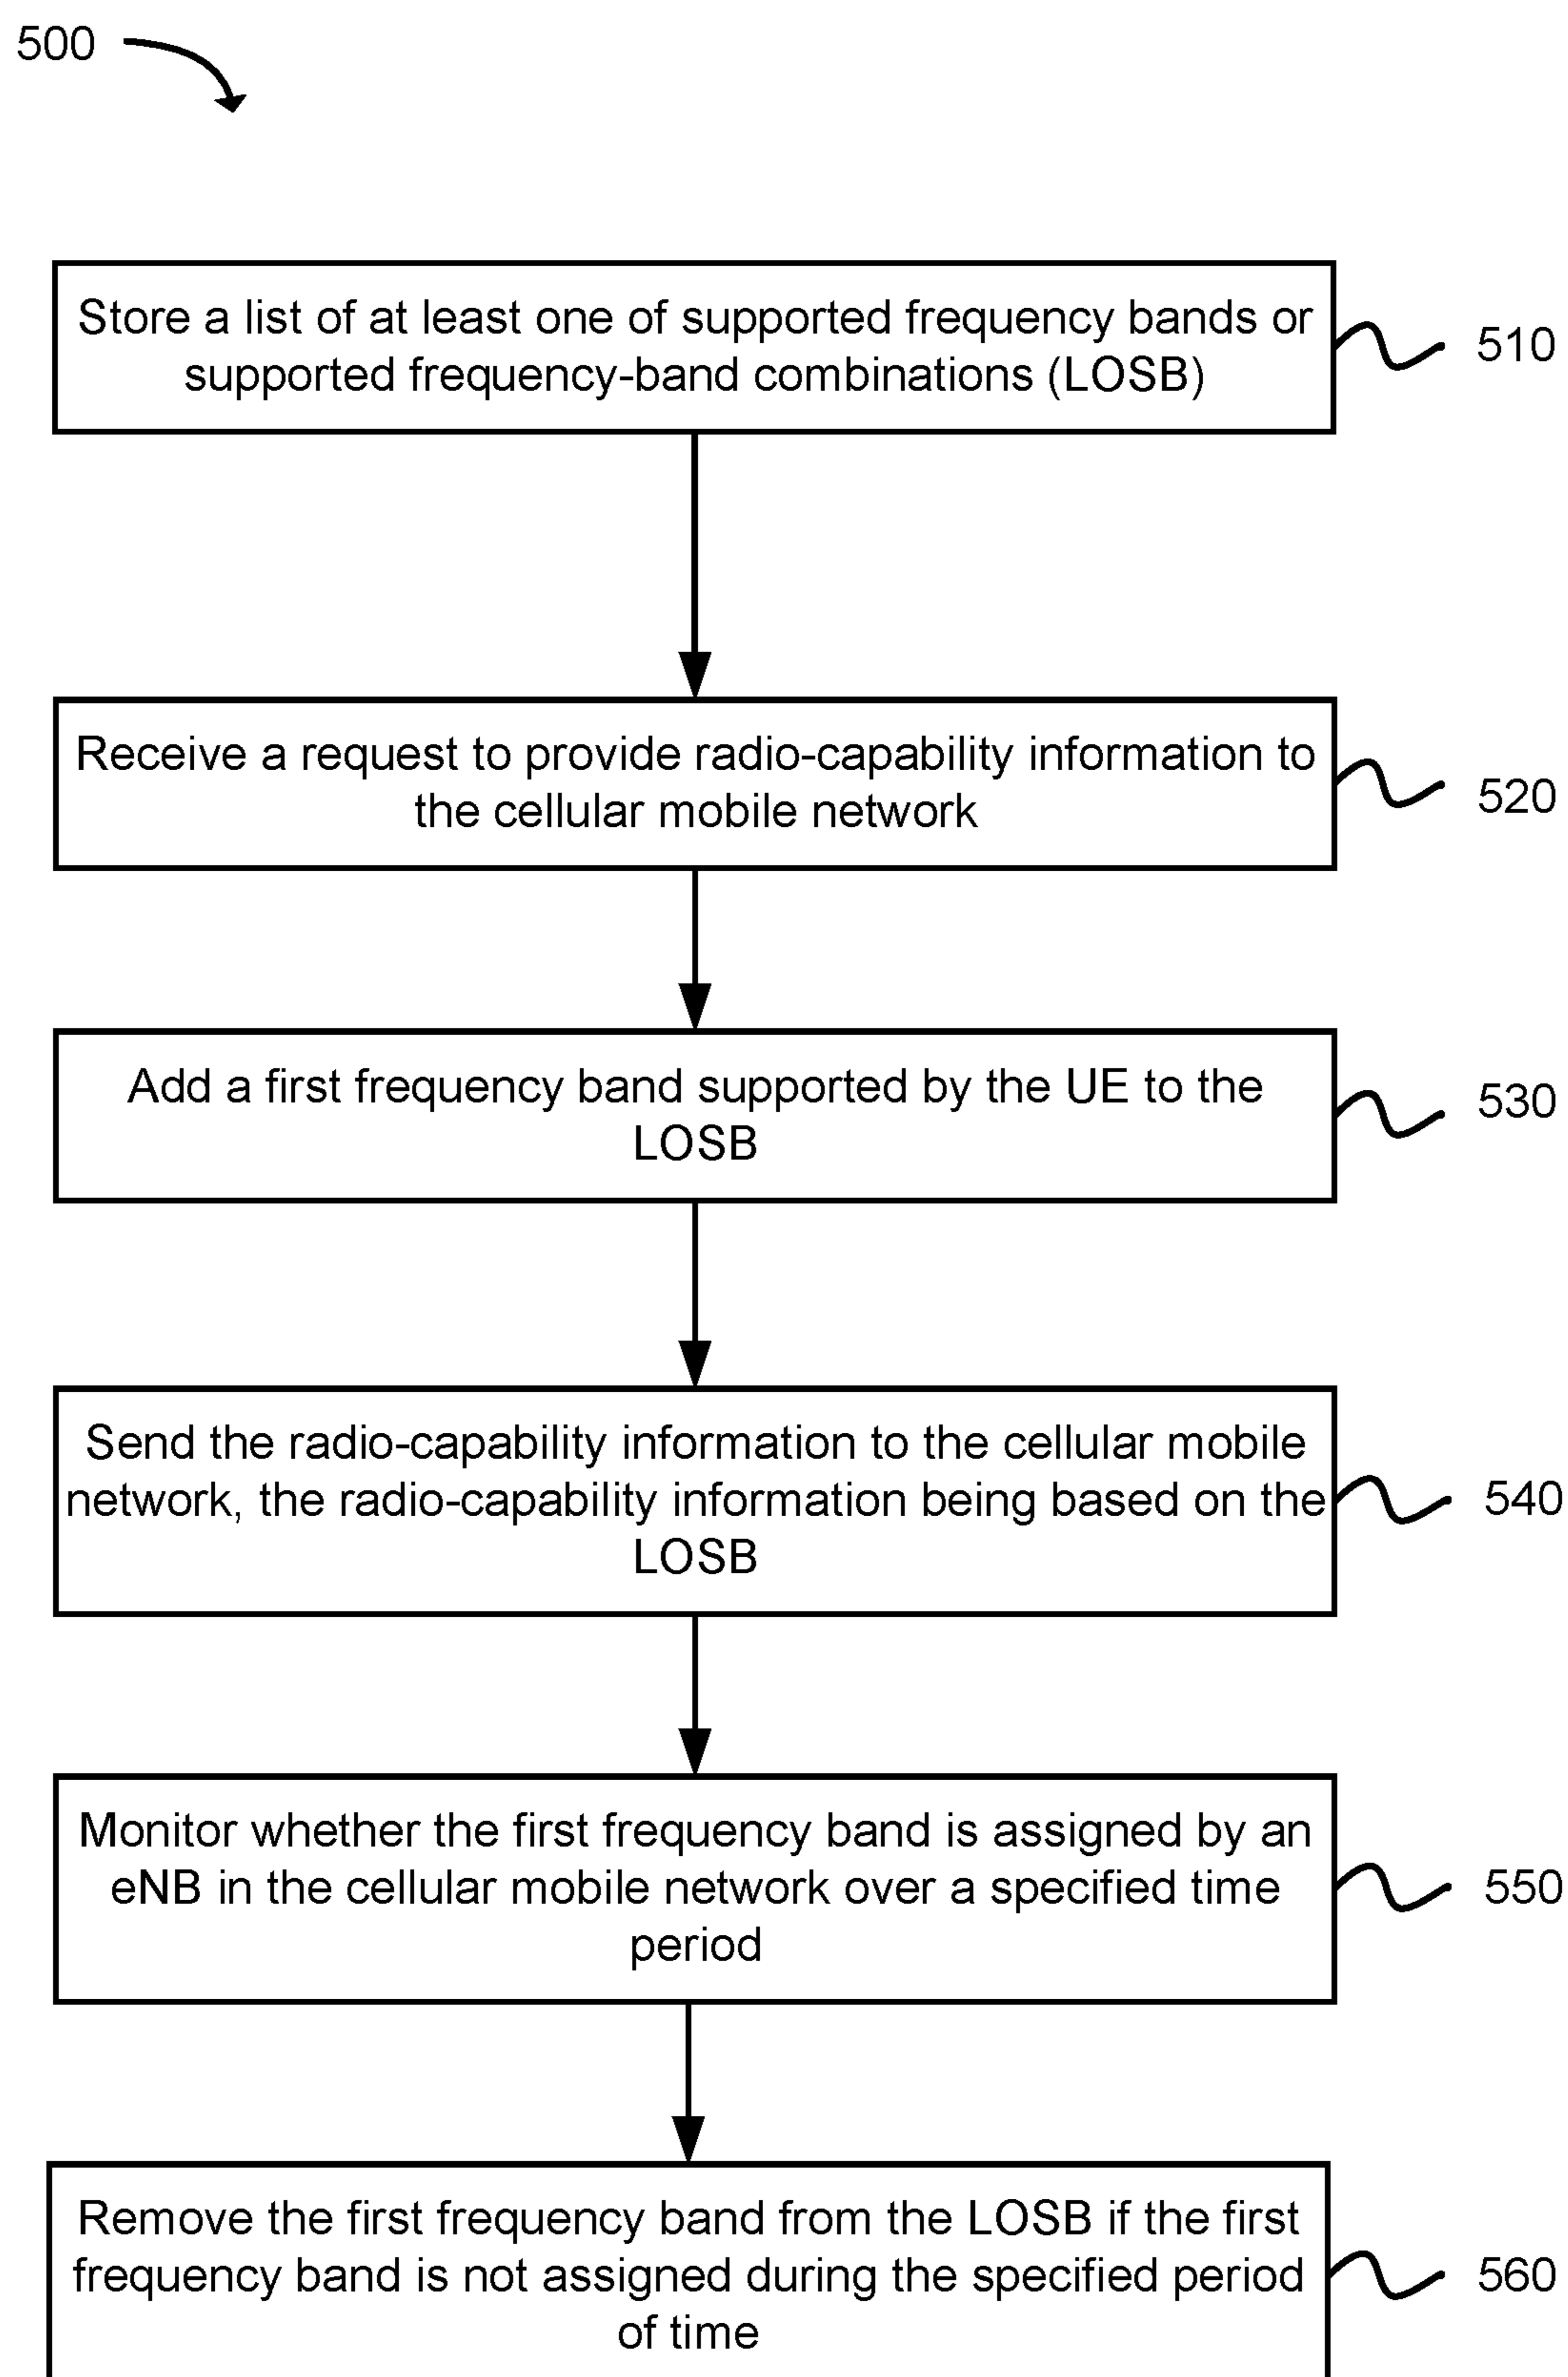 500
Store a list of at least one of supported frequency bands or
supported frequency-band combinations (LOSB)
510
Receive a request to provide radio-capability information to
the cellular mobile network
520
Add a first frequency band supported by the UE to the
LOSB
530
Send the radio-capability information to the cellular mobile
network, the radio-capability information being based on the
LOSB
540
Monitor whether the first frequency band is assigned by an
eNB in the cellular mobile network over a specified time
period
550
Remove the first frequency band from the LOSB if the first
frequency band is not assigned during the specified period
of time
560